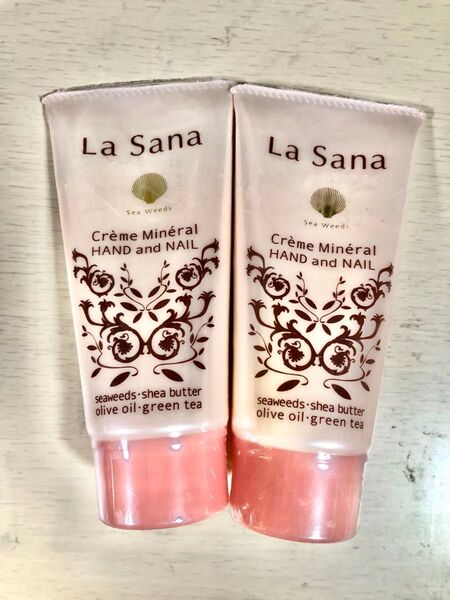 La Sana
Sea Weeds
Crème Minéral
HAND and NAIL
seaweeds·shea butter
olive oil·green tea
La Sana
Sea Weeds
Crème Minéral
HAND and NAIL
seaweeds·shea butter
olive oil·green tea